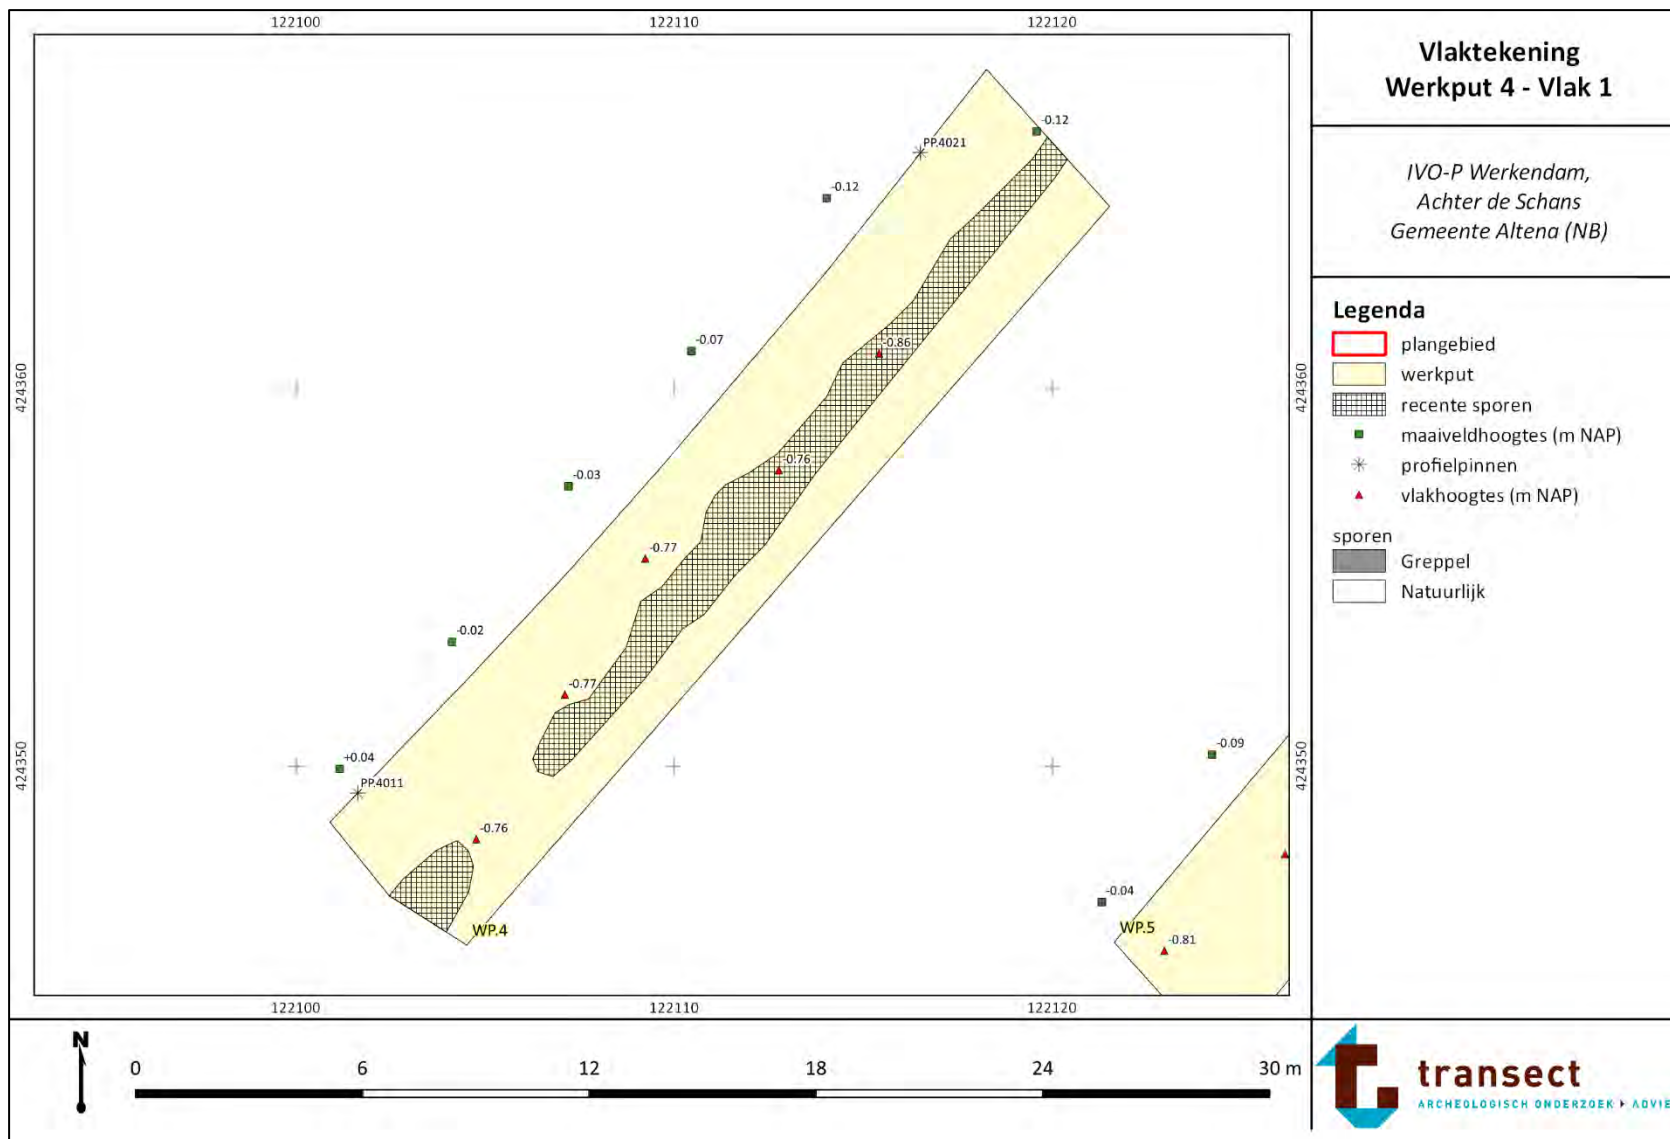 122100
122110
122120
-0.12
PP.4021
-0.12
-0.07
-0.86
424360
424360
-0.76
-0.03
-0.77
-0.02
-0.77
-0.09
424350
424350
+0.04
PP.4011
-0.76
-0.04
WP.4
WP.5
-0.81
122100
122110
122120
N
0
6
12
18
24
30 m
Vlaktekening
Werkput 4 - Vlak 1
IVO-P Werkendam,
Achter de Schans
Gemeente Altena (NB)
Legenda
plangebied
werkput
recente sporen
maaiveldhoogtes (m NAP)
profielpinnen
vlakhoogtes (m NAP)
sporen
Greppel
Natuurlijk
transect
ARCHEOLOGISCH ONDERZOEK ▸ ADVIE